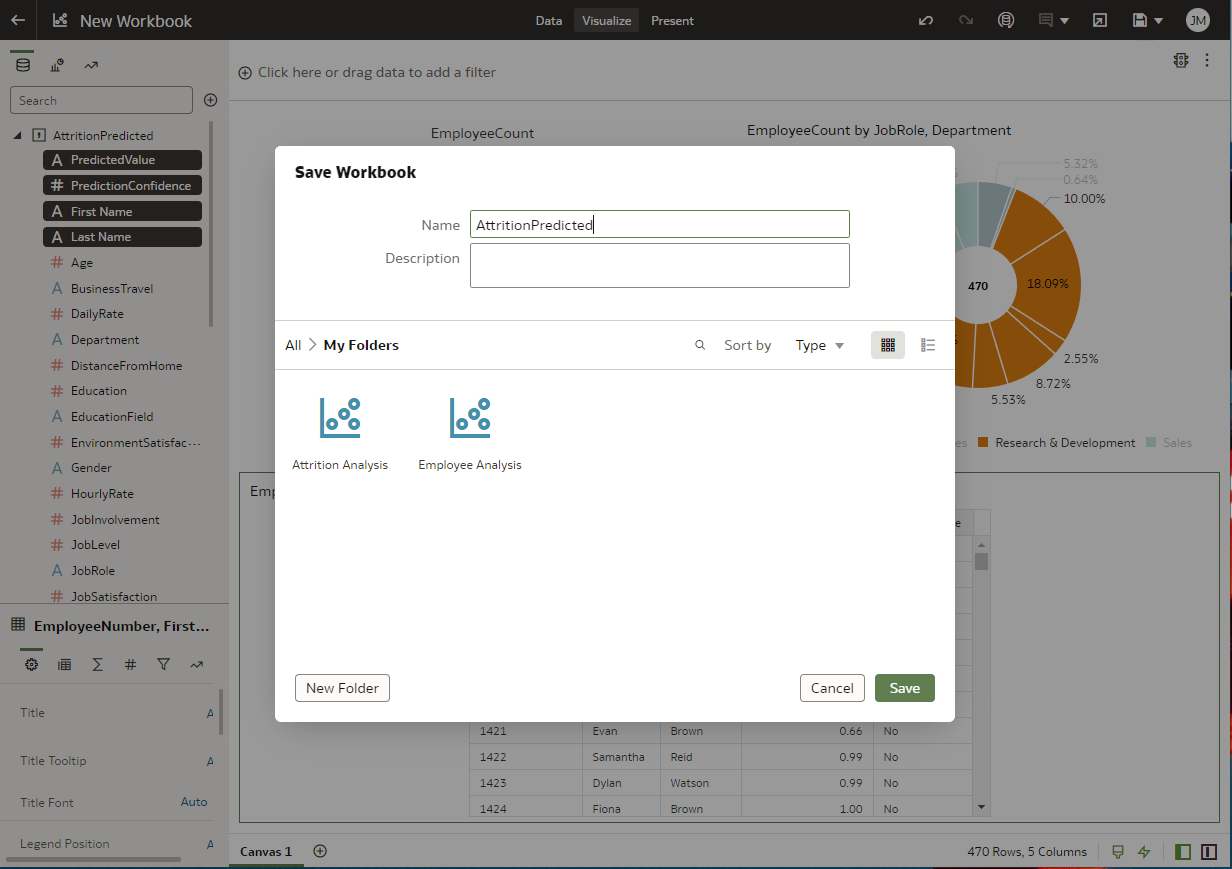 New Workbook
Data Visualize Present
JM
Click here or drag data to add a filter
Search
AttritionPredicted
A PredictedValue
# PredictionConfidence
A First Name
A Last Name
# Age
A BusinessTravel
# DailyRate
A Department
# DistanceFromHome
# Education
A EducationField
# EnvironmentSatisfac...
A Gender
# HourlyRate
# JobInvolvement
# JobLevel
A JobRole
# JobSatisfaction
EmployeeNumber, First...
Title A
Title Tooltip A
Title Font Auto
Legend Position A
EmployeeCount
EmployeeCount by JobRole, Department
5.32%
0.64%
10.00%
470
18.09%
2.55%
8.72%
5.53%
es Research & Development Sales
Emp
e
Save Workbook
Name AttritionPredicted
Description
All > My Folders
Sort by Type
Attrition Analysis Employee Analysis
New Folder Cancel Save
1421 Evan Brown 0.66 No
1422 Samantha Reid 0.99 No
1423 Dylan Watson 0.99 No
1424 Fiona Brown 1.00 No
Canvas 1
470 Rows, 5 Columns